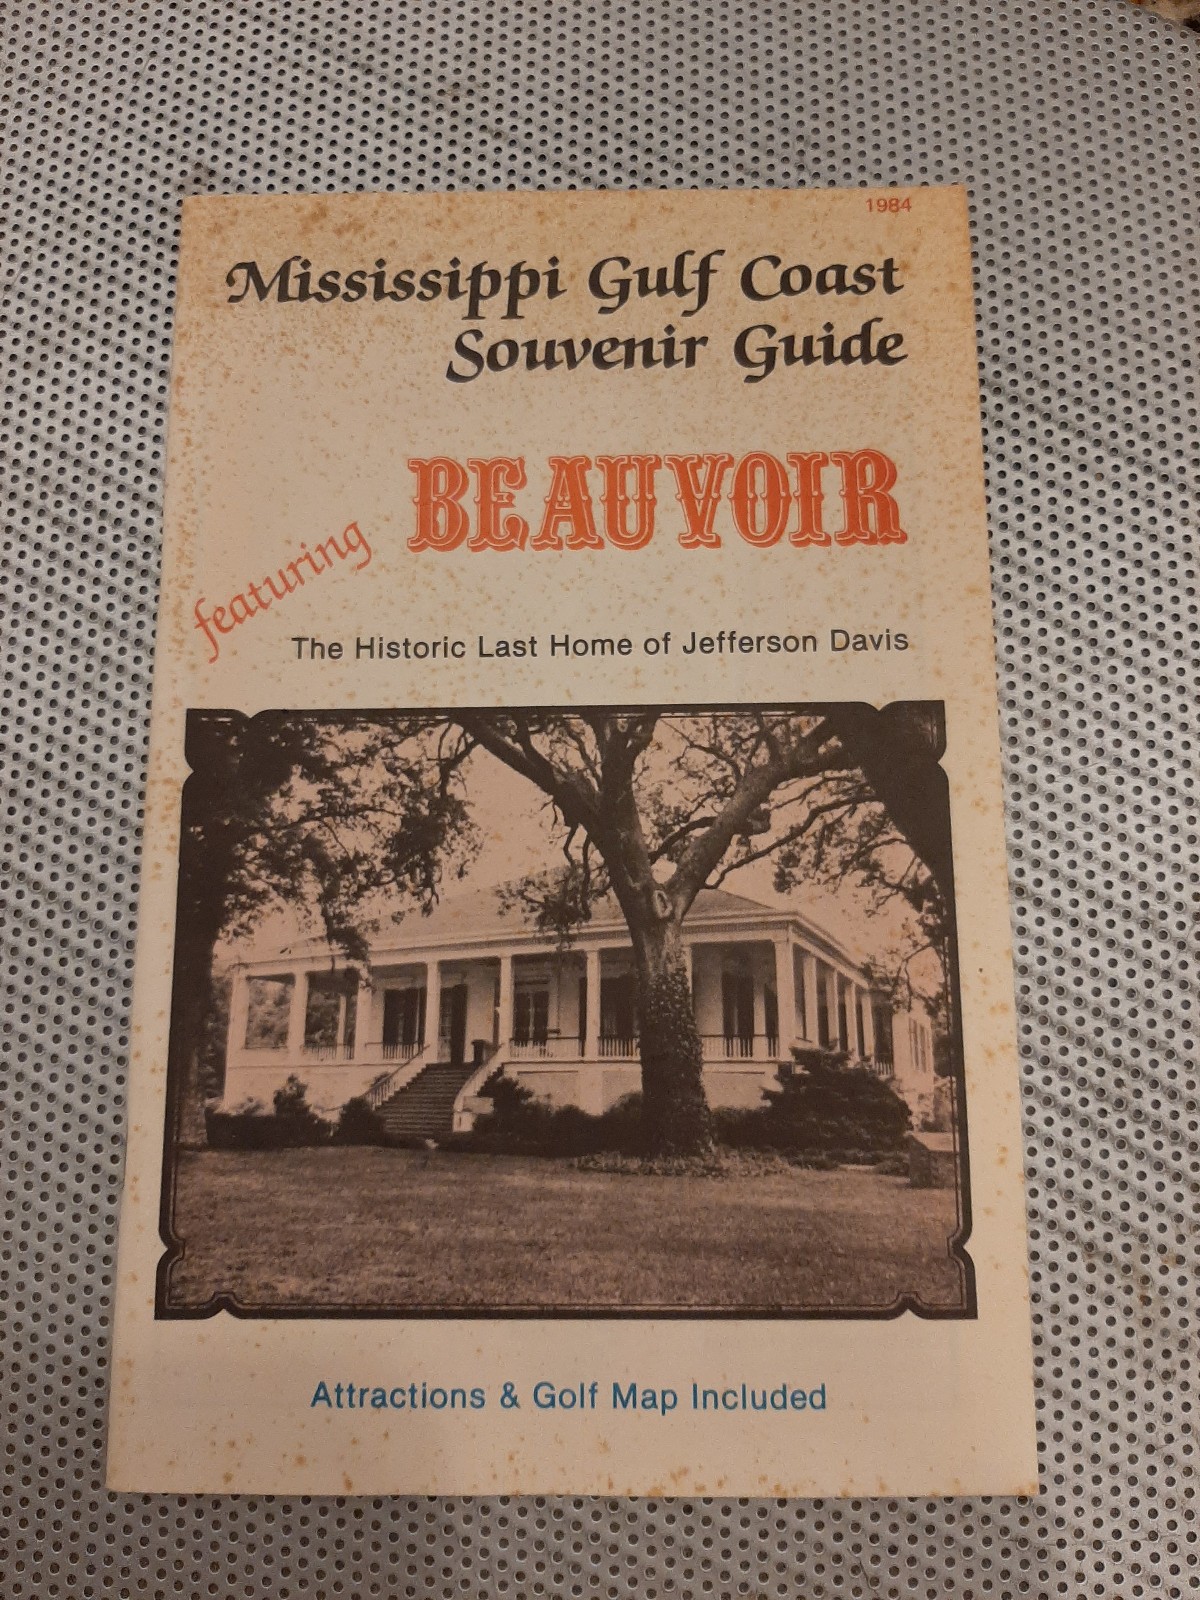 1984
Mississippi Gulf Coast
Souvenir Guide
featuring BEAUVOIR
The Historic Last Home of Jefferson Davis
Attractions & Golf Map Included